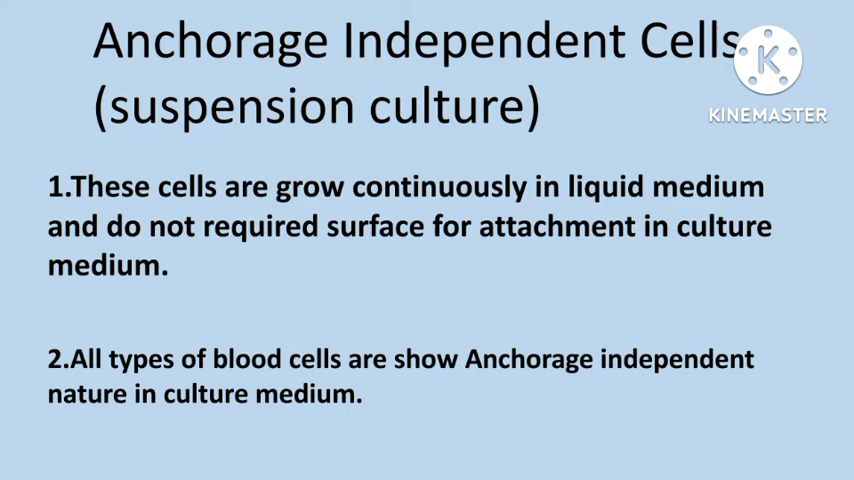 Anchorage Independent Cells
(suspension culture)
KINEMASTER
1.These cells are grow continuously in liquid medium
and do not required surface for attachment in culture
medium.
2.All types of blood cells are show Anchorage independent
nature in culture medium.